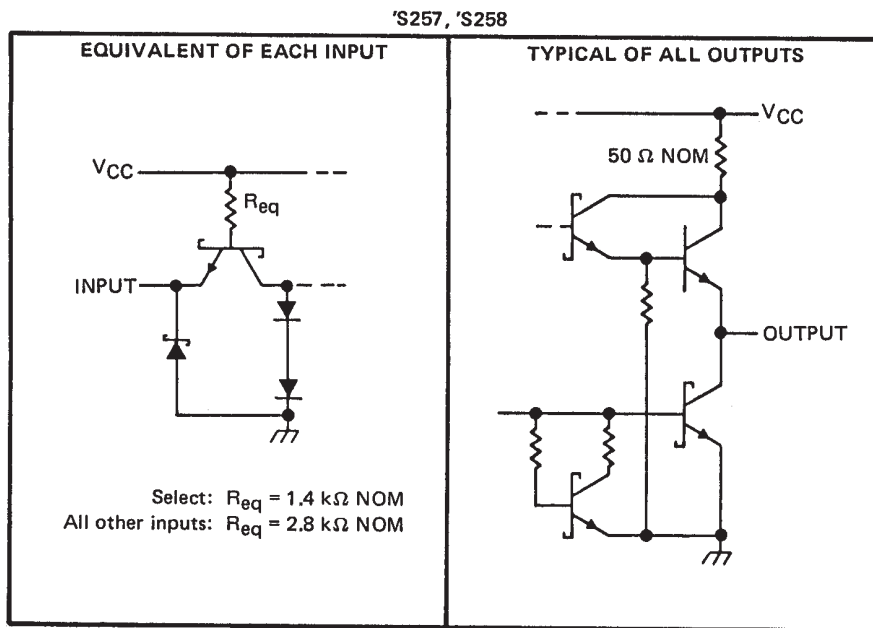 'S257, 'S258
EQUIVALENT OF EACH INPUT
VCC
Req
INPUT
Select: Req = 1.4 kΩ NOM
All other inputs: Req = 2.8 kΩ NOM
TYPICAL OF ALL OUTPUTS
VCC
50 Ω NOM
OUTPUT